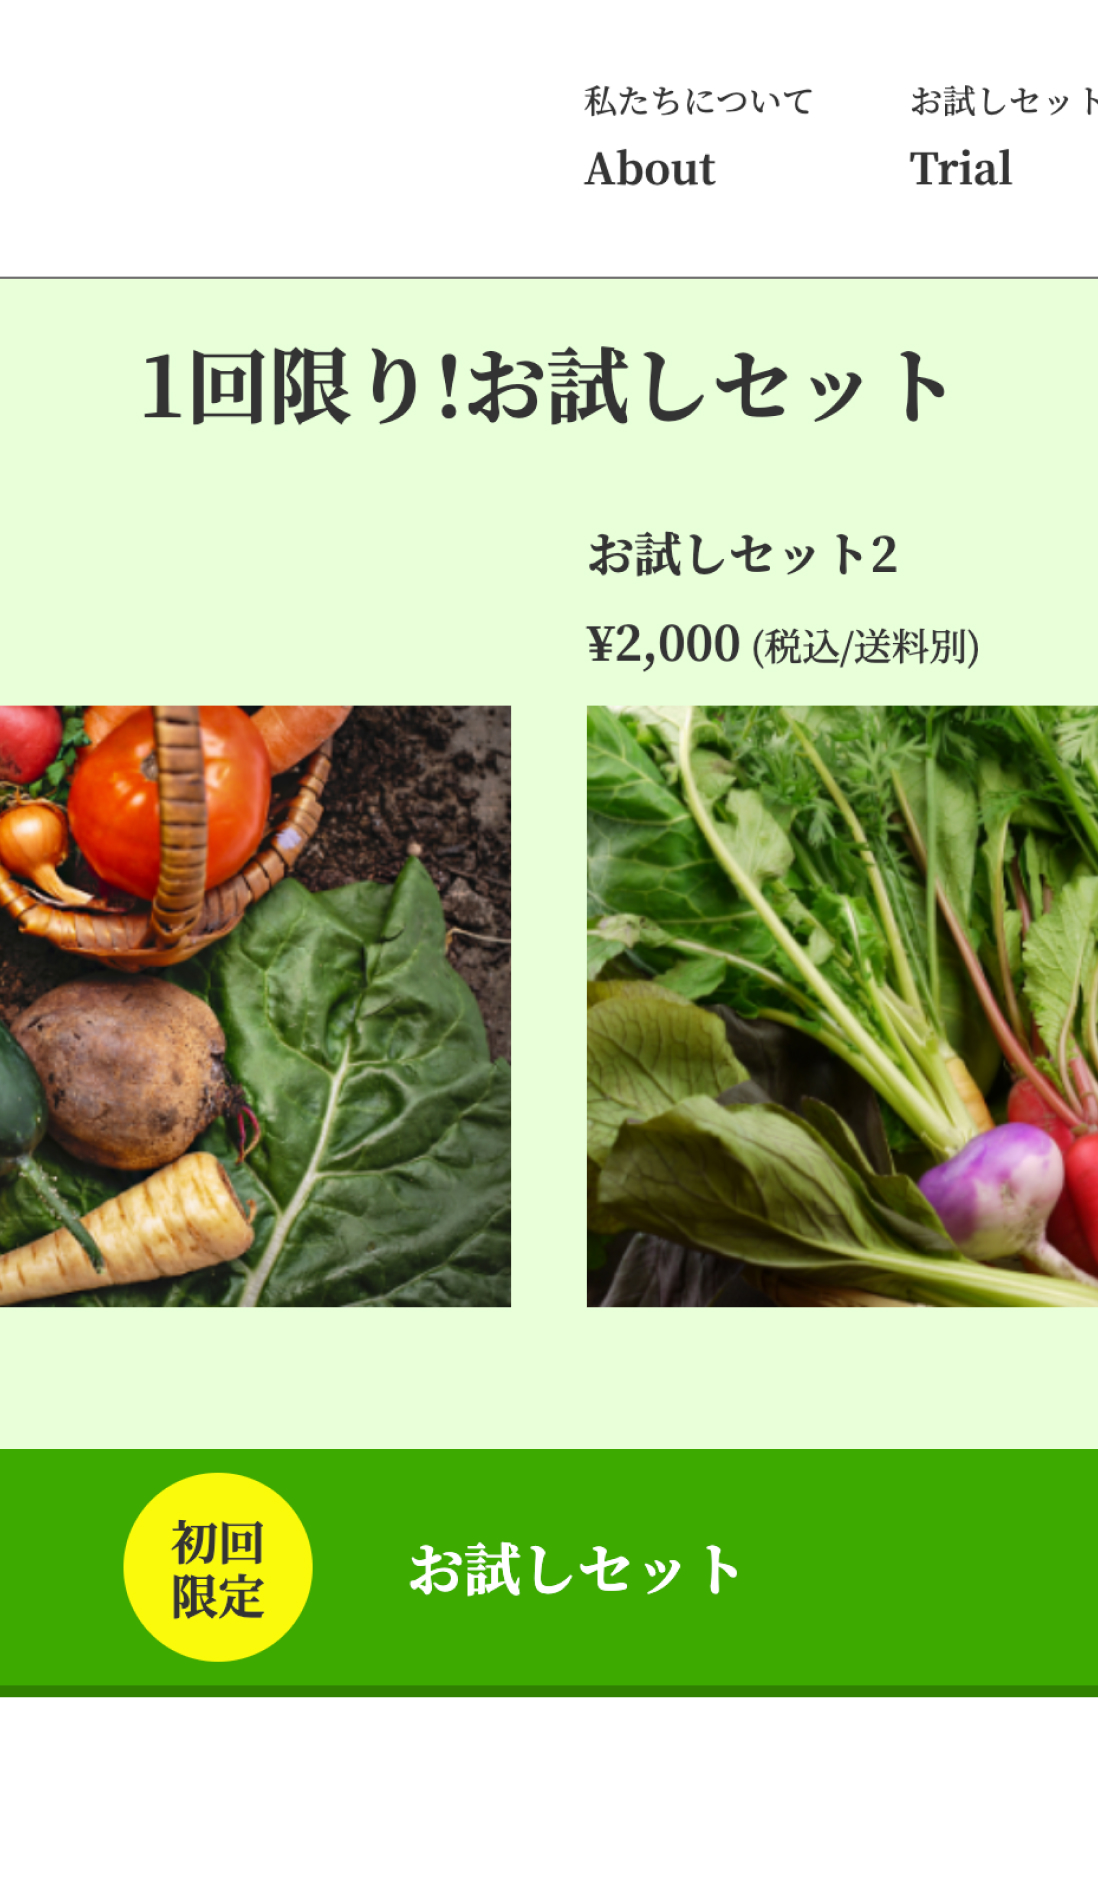 私たちについて
お試しセット
About
Trial
1回限り!お試しセット
お試しセット2
¥2,000 (税込/送料別)
初回
限定
お試しセット